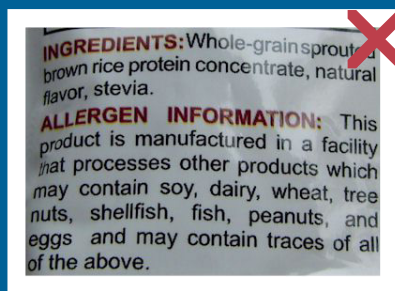 INGREDIENTS: Whole-grain sprouted
brown rice protein concentrate, natural
flavor, stevia.
ALLERGEN INFORMATION: This
product is manufactured in a facility
that processes other products which
may contain soy, dairy, wheat, tree
nuts, shellfish, fish, peanuts, and
eggs and may contain traces of all
of the above.